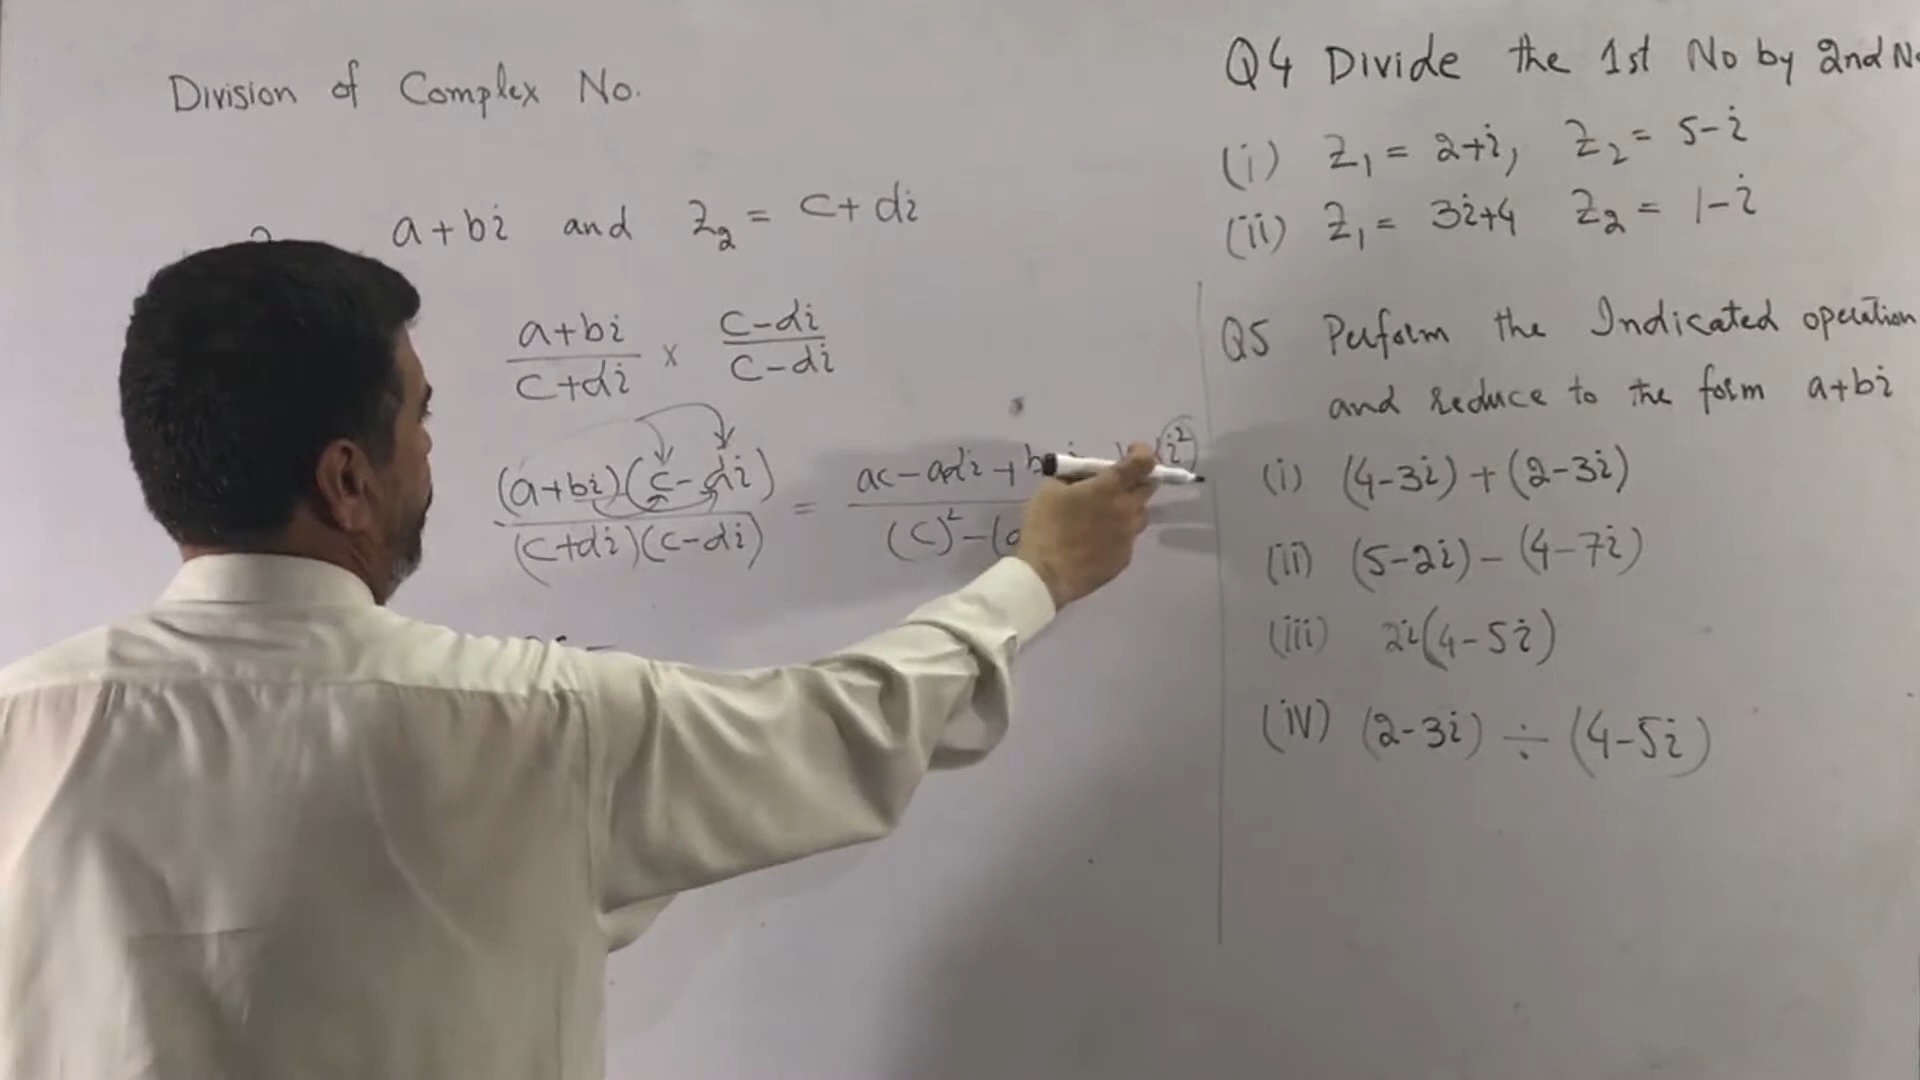 Division of Complex No.
a+bi and Z₂ = c+di
a+bi / c+di × c-di / c-di
(a+bi)(c-di) / (c+di)(c-di) = ac-adi+ i² / (c)²-(
Q4 Divide the 1st No by 2nd N
(i) Z₁ = 2+i, Z₂ = 5-i
(ii) Z₁ = 3i+4 Z₂ = 1-i
Q5 Perform the Indicated operation
and reduce to the form a+bi
(i) (4-3i)+(2-3i)
(ii) (5-2i)-(4-7i)
(iii) 2i(4-5i)
(iv) (2-3i) ÷ (4-5i)